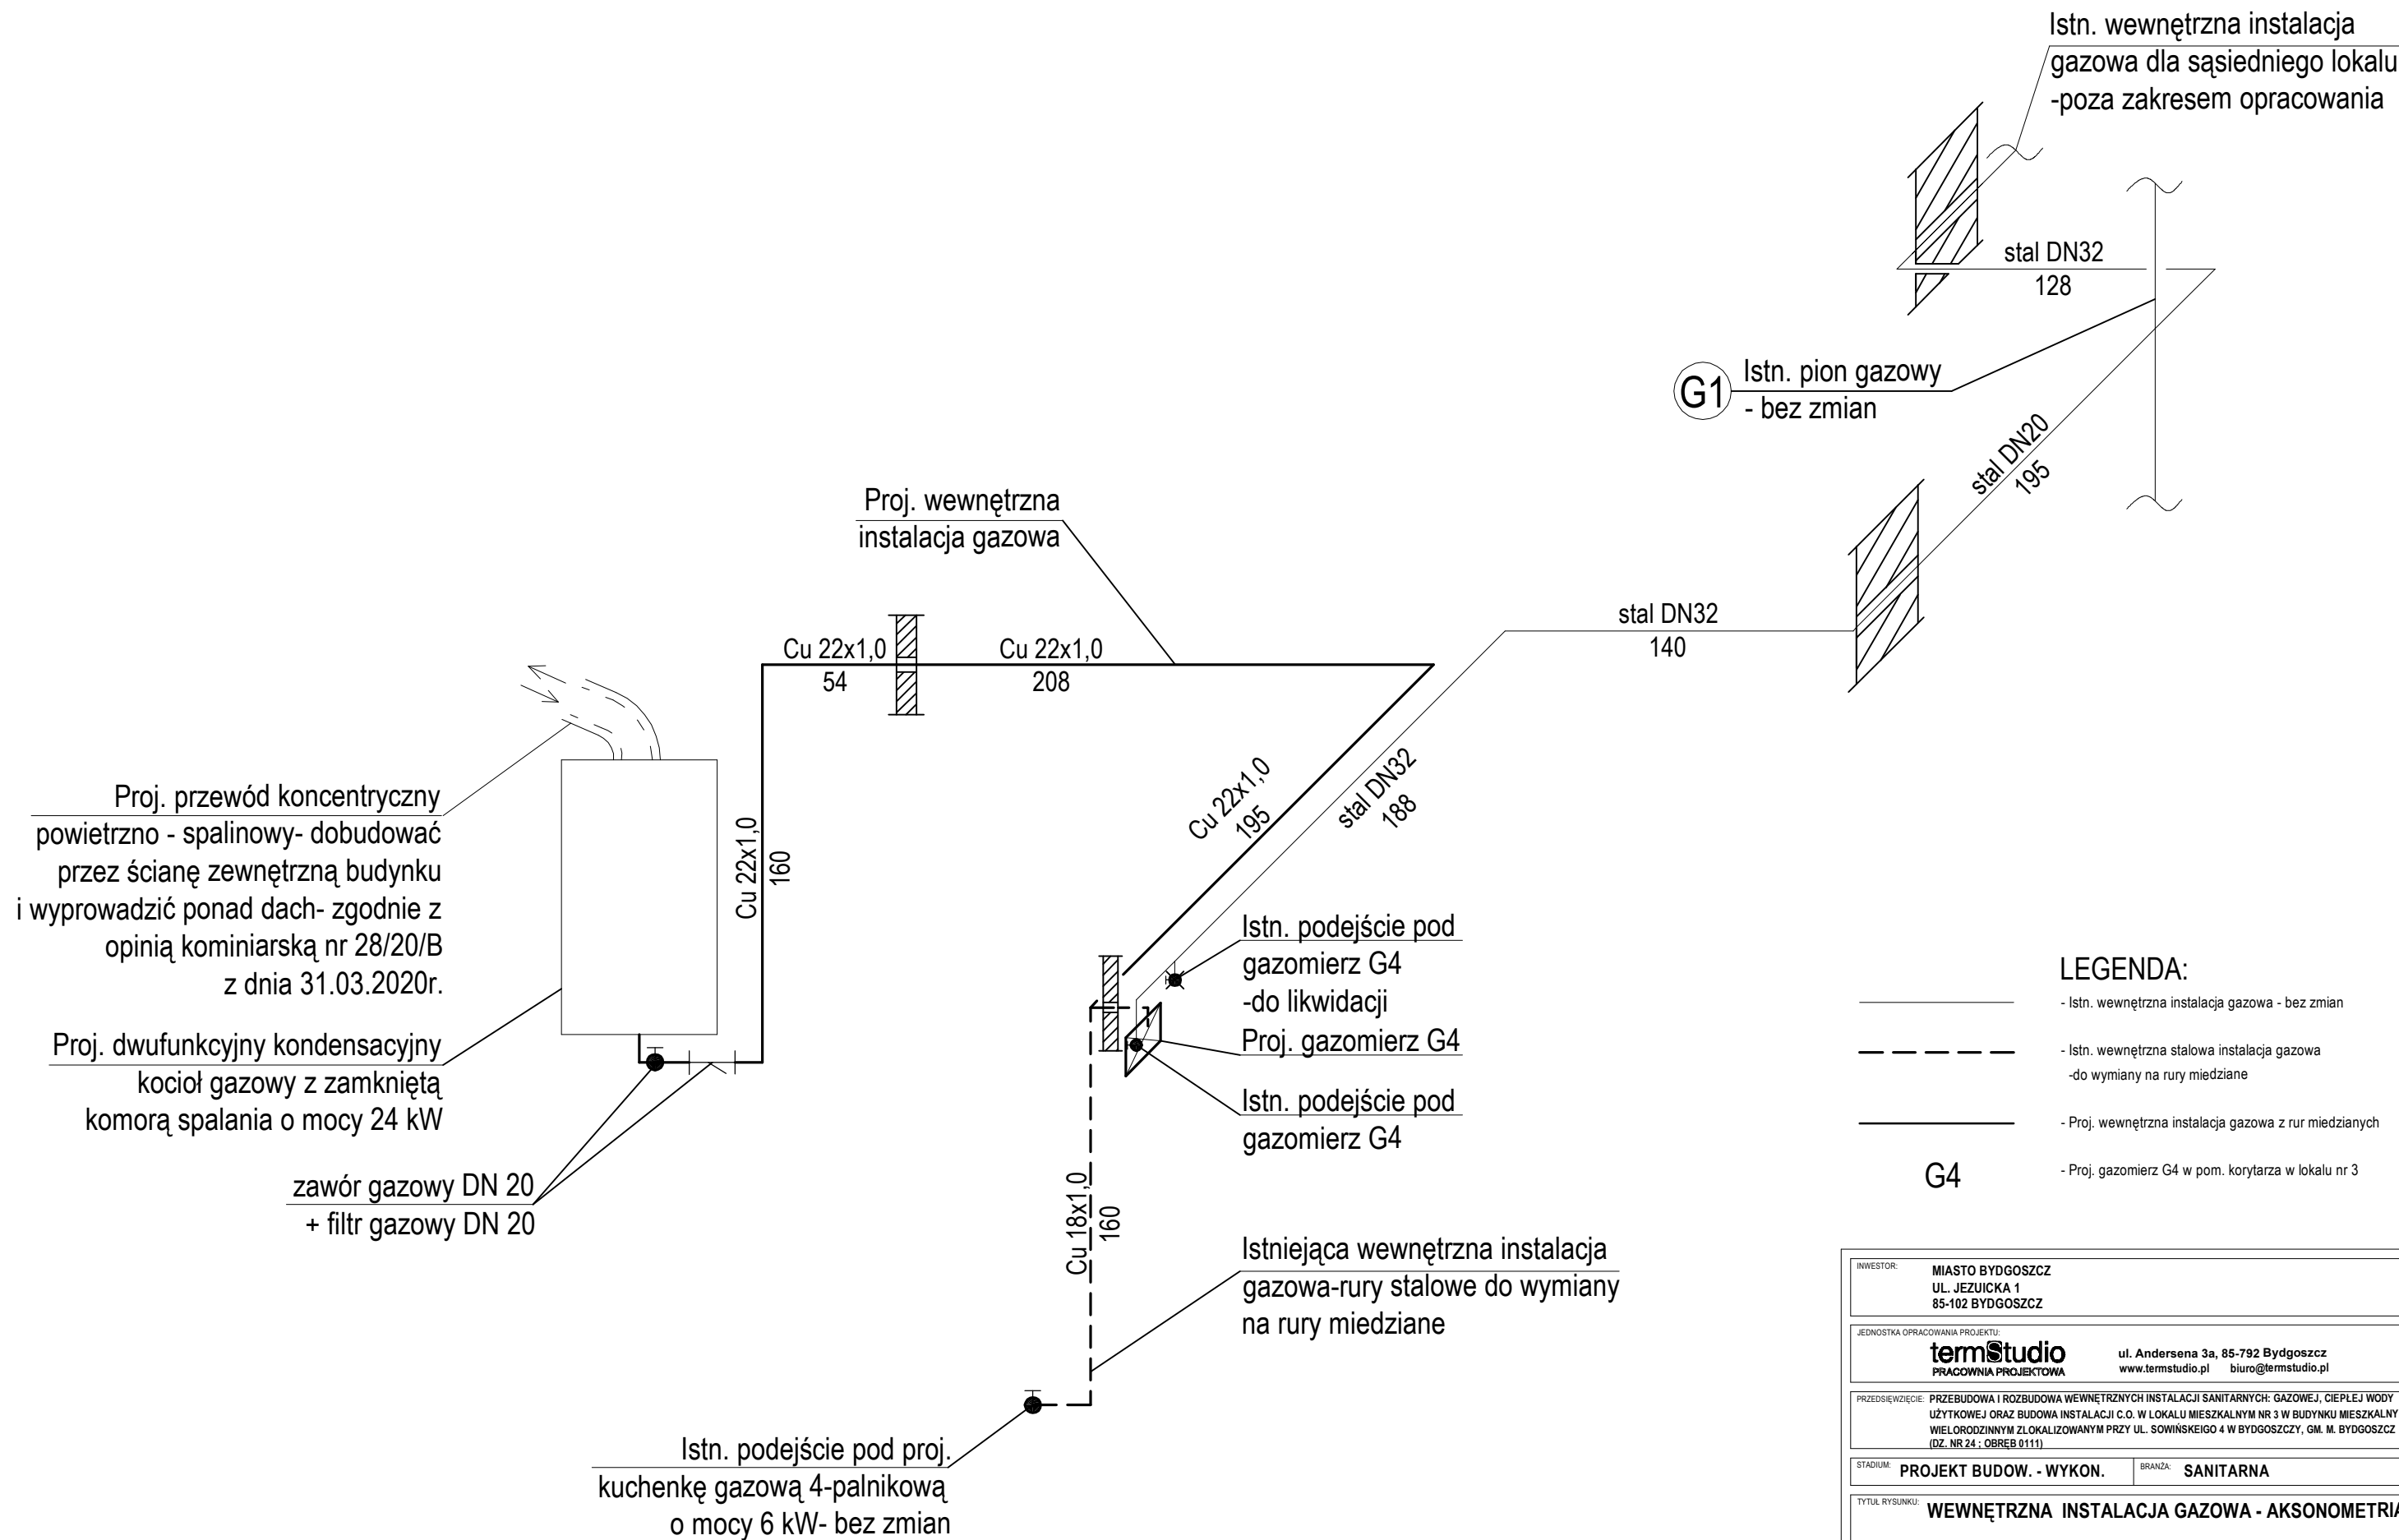 Istn. wewnętrzna instalacja
gazowa dla sąsiedniego lokalu
-poza zakresem opracowania
stal DN32
128
G1
Istn. pion gazowy
- bez zmian
stal DN20
195
Proj. wewnętrzna
instalacja gazowa
stal DN32
140
Cu 22x1,0
54
Cu 22x1,0
208
Cu 22x1,0
195
stal DN32
188
Proj. przewód koncentryczny
powietrzno - spalinowy- dobudować
przez ścianę zewnętrzną budynku
i wyprowadzić ponad dach- zgodnie z
opinią kominiarską nr 28/20/B
z dnia 31.03.2020r.
Cu 22x1,0
160
Proj. dwufunkcyjny kondensacyjny
kocioł gazowy z zamkniętą
komorą spalania o mocy 24 kW
zawór gazowy DN 20
+ filtr gazowy DN 20
Istn. podejście pod
gazomierz G4
-do likwidacji
Proj. gazomierz G4
Istn. podejście pod
gazomierz G4
Cu 18x1,0
160
Istniejąca wewnętrzna instalacja
gazowa-rury stalowe do wymiany
na rury miedziane
Istn. podejście pod proj.
kuchenkę gazową 4-palnikową
o mocy 6 kW- bez zmian
LEGENDA:
- Istn. wewnętrzna instalacja gazowa - bez zmian
- Istn. wewnętrzna stalowa instalacja gazowa
-do wymiany na rury miedziane
- Proj. wewnętrzna instalacja gazowa z rur miedzianych
G4
- Proj. gazomierz G4 w pom. korytarza w lokalu nr 3
INWESTOR: MIASTO BYDGOSZCZ
UL. JEZUICKA 1
85-102 BYDGOSZCZ
JEDNOSTKA OPRACOWANIA PROJEKTU:
termStudio
PRACOWNIA PROJEKTOWA
ul. Andersena 3a, 85-792 Bydgoszcz
www.termstudio.pl biuro@termstudio.pl
PRZEDSIĘWZIĘCIE: PRZEBUDOWA I ROZBUDOWA WEWNĘTRZNYCH INSTALACJI SANITARNYCH: GAZOWEJ, CIEPŁEJ WODY
UŻYTKOWEJ ORAZ BUDOWA INSTALACJI C.O. W LOKALU MIESZKALNYM NR 3 W BUDYNKU MIESZKALNY
WIELORODZINNYM ZLOKALIZOWANYM PRZY UL. SOWIŃSKEIGO 4 W BYDGOSZCZY, GM. M. BYDGOSZCZ
(DZ. NR 24 ; OBRĘB 0111)
STADIUM: PROJEKT BUDOW. - WYKON.
BRANŻA: SANITARNA
TYTUŁ RYSUNKU: WEWNĘTRZNA INSTALACJA GAZOWA - AKSONOMETRIA